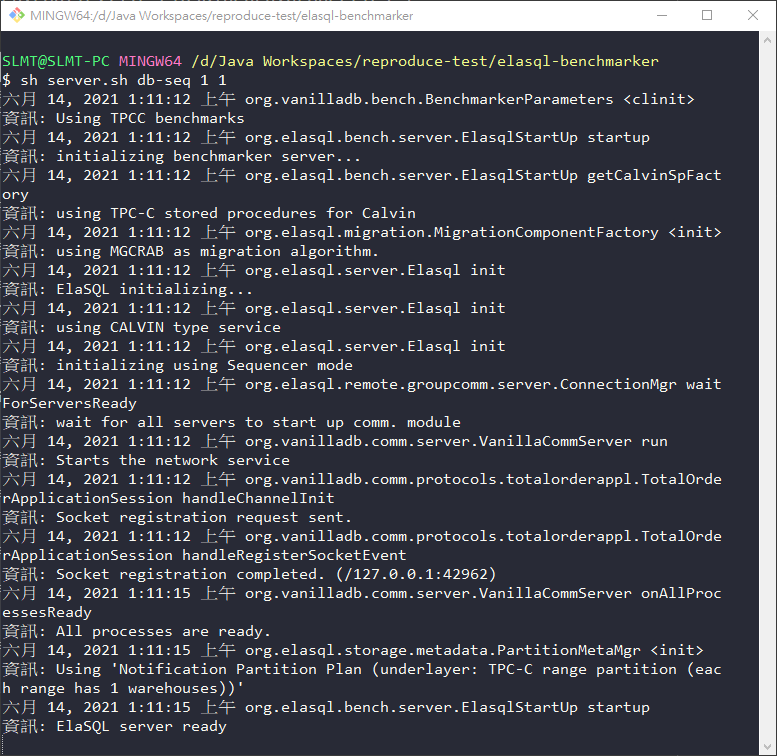 MINGW64:/d/Java Workspaces/reproduce-test/elasql-benchmarker
SLMT@SLMT-PC MINGW64 /d/Java Workspaces/reproduce-test/elasql-benchmarker
$ sh server.sh db-seq 1 1
六月 14, 2021 1:11:12 上午 org.vanilladb.bench.BenchmarkerParameters <clinit>
資訊: Using TPCC benchmarks
六月 14, 2021 1:11:12 上午 org.elasql.bench.server.ElasqlStartUp startup
資訊: initializing benchmarker server...
六月 14, 2021 1:11:12 上午 org.elasql.bench.server.ElasqlStartUp getCalvinSpFact
ory
資訊: using TPC-C stored procedures for Calvin
六月 14, 2021 1:11:12 上午 org.elasql.migration.MigrationComponentFactory <init>
資訊: using MGCRAB as migration algorithm.
六月 14, 2021 1:11:12 上午 org.elasql.server.Elasql init
資訊: ElaSQL initializing...
六月 14, 2021 1:11:12 上午 org.elasql.server.Elasql init
資訊: using CALVIN type service
六月 14, 2021 1:11:12 上午 org.elasql.server.Elasql init
資訊: initializing using Sequencer mode
六月 14, 2021 1:11:12 上午 org.elasql.remote.groupcomm.server.ConnectionMgr wait
ForServersReady
資訊: wait for all servers to start up comm. module
六月 14, 2021 1:11:12 上午 org.vanilladb.comm.server.VanillaCommServer run
資訊: Starts the network service
六月 14, 2021 1:11:12 上午 org.vanilladb.comm.protocols.totalorderappl.TotalOrde
rApplicationSession handleChannelInit
資訊: Socket registration request sent.
六月 14, 2021 1:11:12 上午 org.vanilladb.comm.protocols.totalorderappl.TotalOrde
rApplicationSession handleRegisterSocketEvent
資訊: Socket registration completed. (/127.0.0.1:42962)
六月 14, 2021 1:11:15 上午 org.vanilladb.comm.server.VanillaCommServer onAllProc
essesReady
資訊: All processes are ready.
六月 14, 2021 1:11:15 上午 org.elasql.storage.metadata.PartitionMetaMgr <init>
資訊: Using 'Notification Partition Plan (underlayer: TPC-C range partition (eac
h range has 1 warehouses))'
六月 14, 2021 1:11:15 上午 org.elasql.bench.server.ElasqlStartUp startup
資訊: ElaSQL server ready